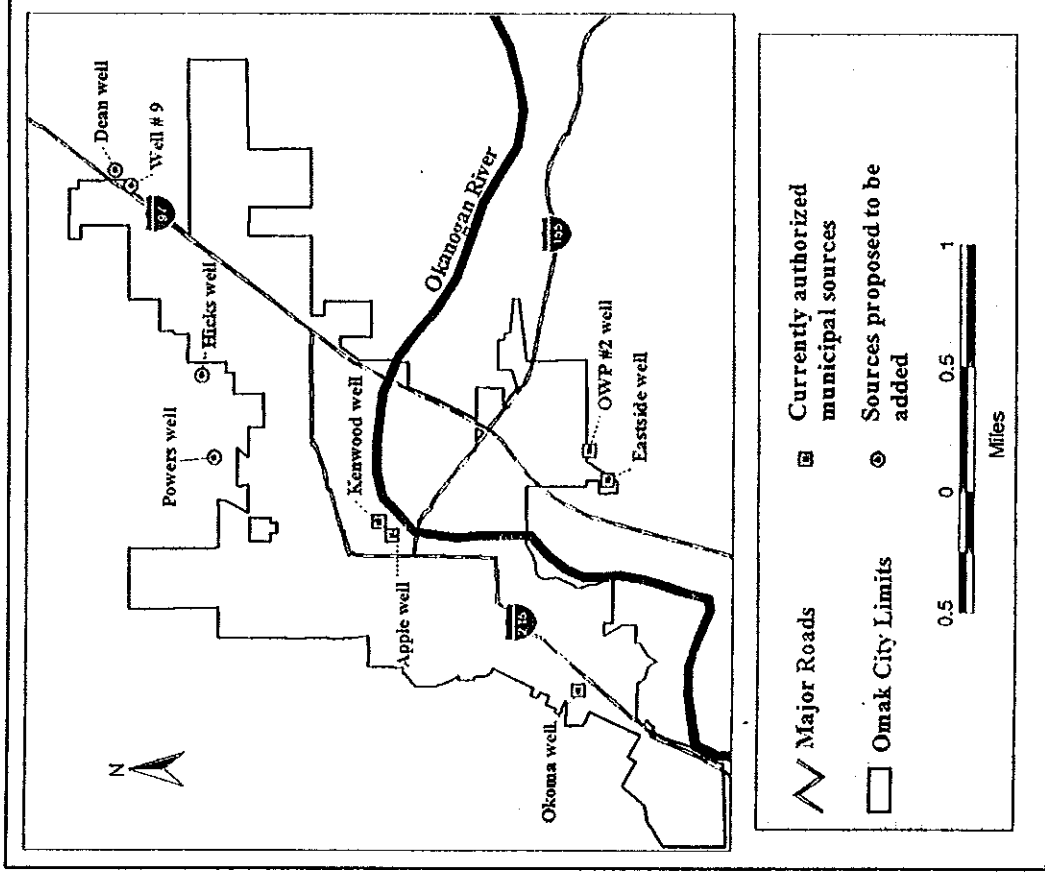 N
Dean well
Well # 9
97
Hicks well
Powers well
Okanogan River
Kenwood well
155
Apple well
OWP #2 well
Eastside well
215
Okoma well
Major Roads
Omak City Limits
Currently authorized
municipal sources
Sources proposed to be
added
0.5 0 0.5 1
Miles